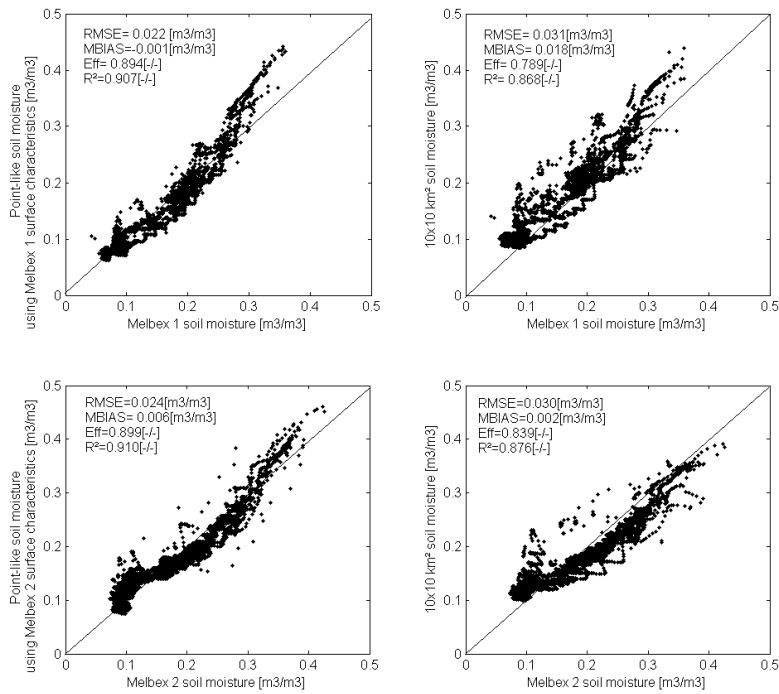 RMSE= 0.022 [m3/m3]
MBIAS=-0.001[m3/m3]
Eff= 0.894[-/-]
R²=0.907[-/-]
0.5
0.4
0.3
0.2
0.1
0
0
0.1
0.2
0.3
0.4
0.5
Point-like soil moisture
using Melbex 1 surface characteristics [m3/m3]
Melbex 1 soil moisture [m3/m3]
RMSE= 0.031[m3/m3]
MBIAS= 0.018[m3/m3]
Eff= 0.789[-/-]
R²= 0.868[-/-]
0.5
0.4
0.3
0.2
0.1
0
0
0.1
0.2
0.3
0.4
0.5
10x10 km² soil moisture [m3/m3]
Melbex 1 soil moisture [m3/m3]
RMSE=0.024[m3/m3]
MBIAS= 0.006[m3/m3]
Eff=0.899[-/-]
R²=0.910[-/-]
0.5
0.4
0.3
0.2
0.1
0
0
0.1
0.2
0.3
0.4
0.5
Point-like soil moisture
using Melbex 2 surface characteristics [m3/m3]
Melbex 2 soil moisture [m3/m3]
RMSE=0.030[m3/m3]
MBIAS=0.002[m3/m3]
Eff=0.839[-/-]
R²=0.876[-/-]
0.5
0.4
0.3
0.2
0.1
0
0
0.1
0.2
0.3
0.4
0.5
10x10 km² soil moisture [m3/m3]
Melbex 2 soil moisture [m3/m3]